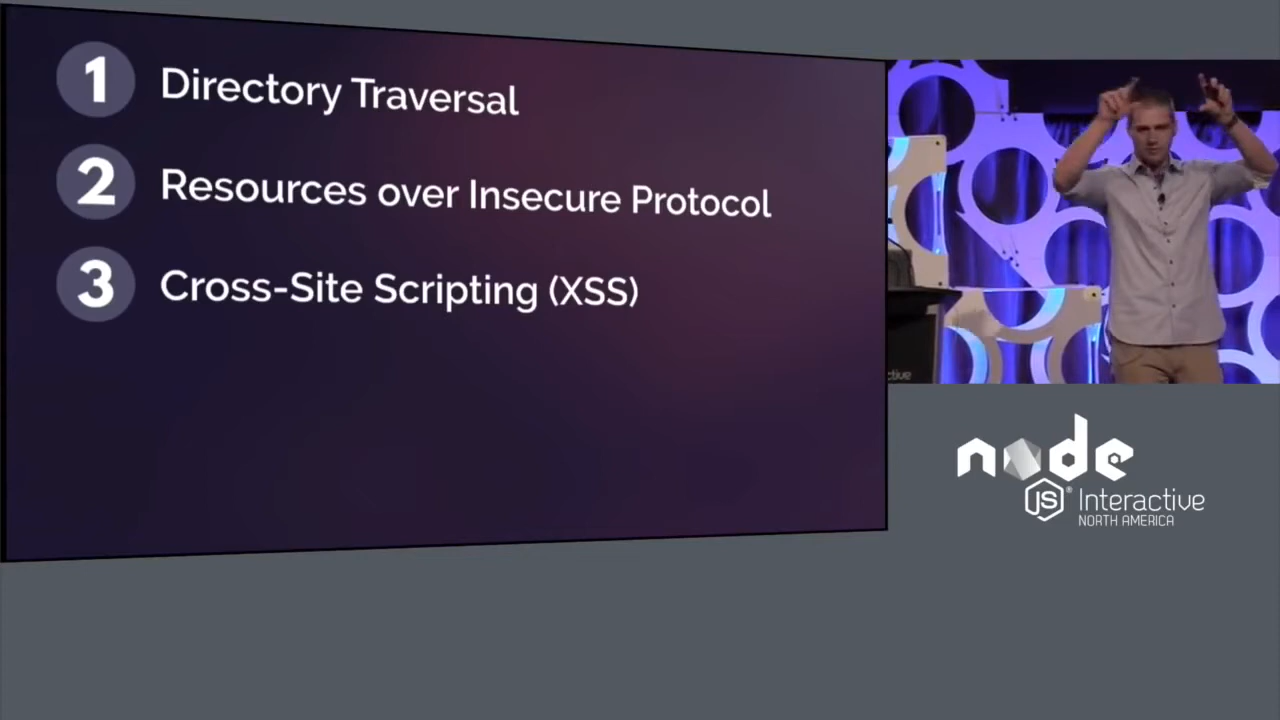 1 Directory Traversal
2 Resources over Insecure Protocol
3 Cross-Site Scripting (XSS)
node
JS® Interactive
NORTH AMERICA